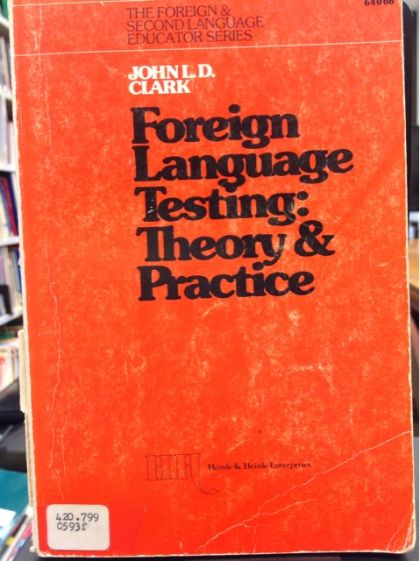 64066
THE FOREIGN &
SECOND LANGUAGE
EDUCATOR SERIES
JOHN L. D.
CLARK
Foreign
Language
Testing:
Theory &
Practice
HH
Heinle & Heinle Enterprises
420.799
C593f